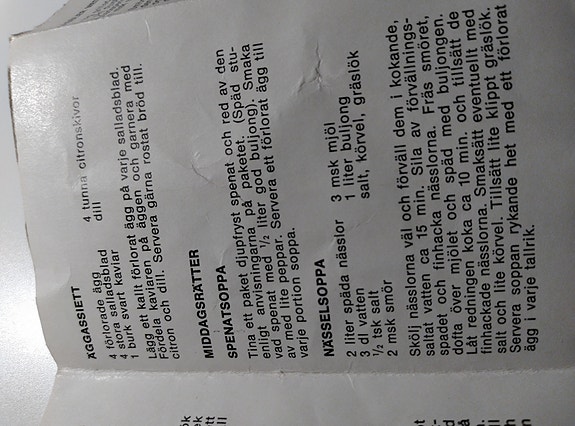 ÄGGASSIETT
4 förlorade ägg 4 tunna citronskivor
4 stora salladsblad dill
1 burk svart kaviar
Lägg ett kallt förlorat ägg på varje salladsblad.
Fördela kaviaren på äggen och garnera med
citron och dill. Servera gärna rostat bröd till.
MIDDAGSRÄTTER
SPENATSOPPA
Tina ett paket djupfryst spenat och red av den
enligt anvisningarna på paketet. (Späd stu-
vad spenat med ½ liter god buljong). Smaka
av med lite peppar. Servera ett förlorat ägg till
varje portion soppa.
NÄSSELSOPPA
2 liter späda nässlor 3 msk mjöl
3 dl vatten 1 liter buljong
½ tsk salt salt, körvel, gräslök
2 msk smör
Skölj nässlorna väl och förväll dem i kokande,
saltat vatten ca 15 min. Sila av förvällnings-
spadet och finhacka nässlorna. Fräs smöret,
dofta över mjölet och späd med buljongen.
Låt redningen koka ca 10 min. och tillsätt de
finhackade nässlorna. Smaksätt eventuellt med
salt och lite körvel. Tillsätt lite klippt gräslök.
Servera soppan rykande het med ett förlorat
ägg i varje tallrik.